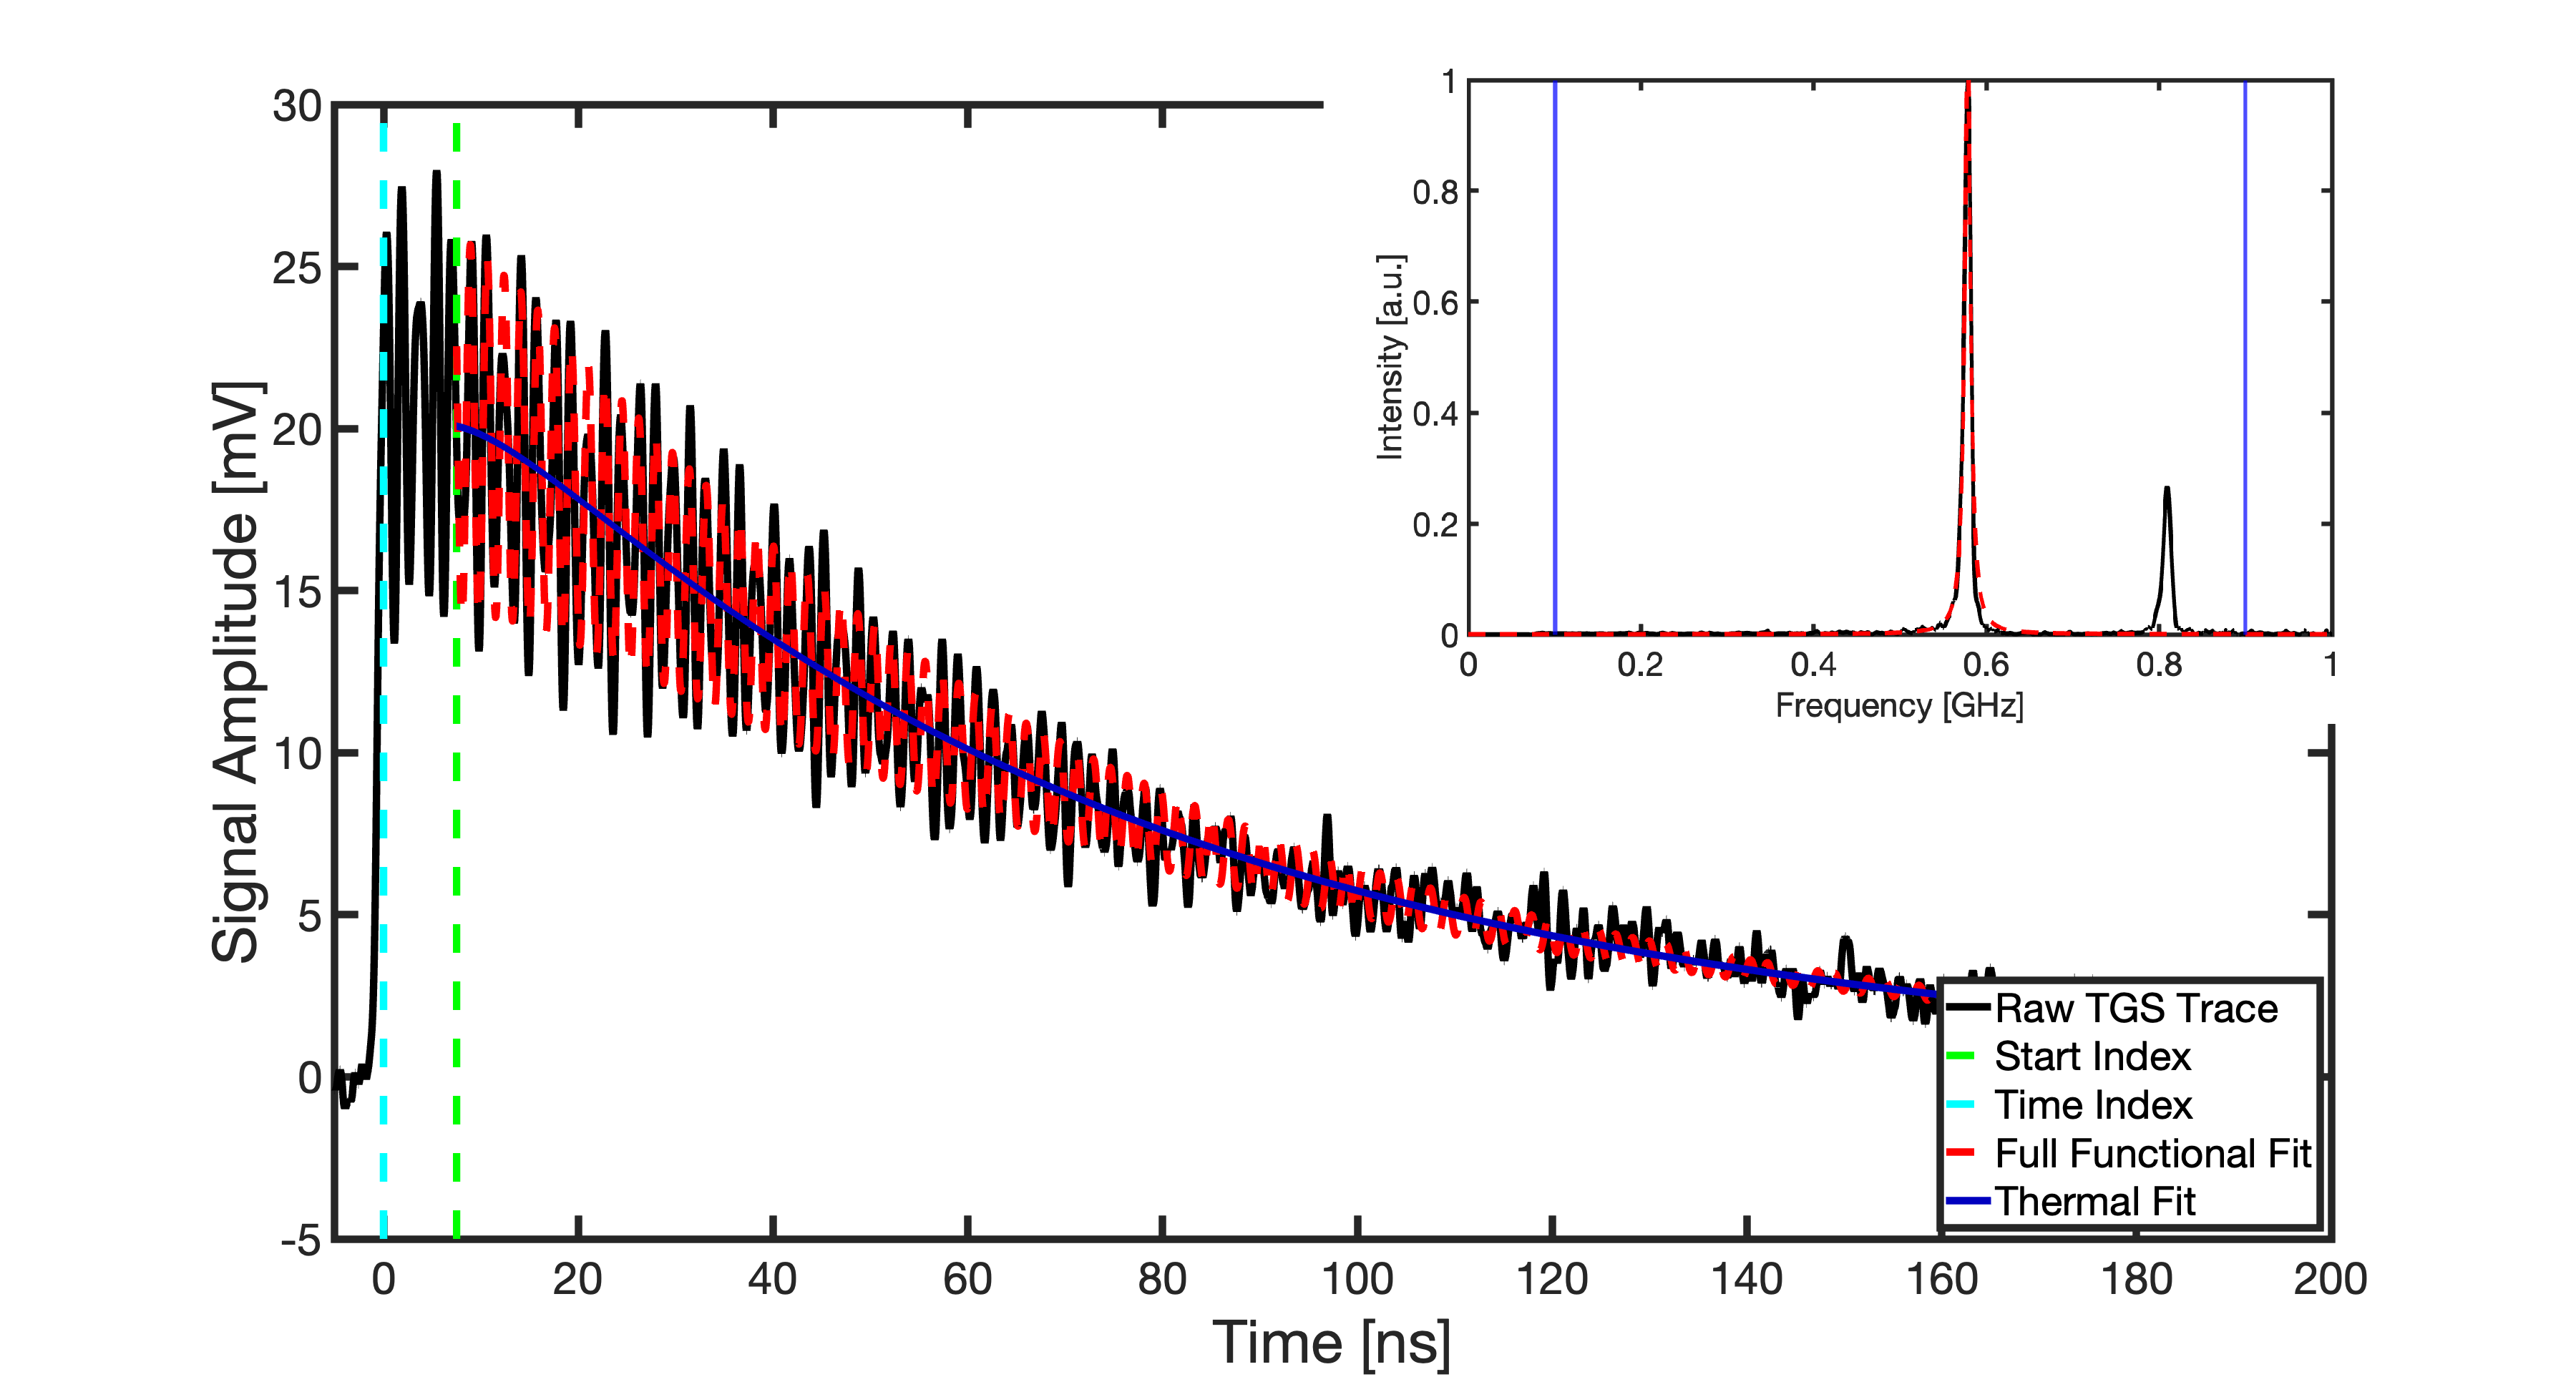 30
25
20
15
10
5
0
-5
Signal Amplitude [mV]
0 20 40 60 80 100 120 140 160 180 200
Time [ns]
1
0.8
0.6
0.4
0.2
0
Intensity [a.u.]
0 0.2 0.4 0.6 0.8 1
Frequency [GHz]
Raw TGS Trace
Start Index
Time Index
Full Functional Fit
Thermal Fit